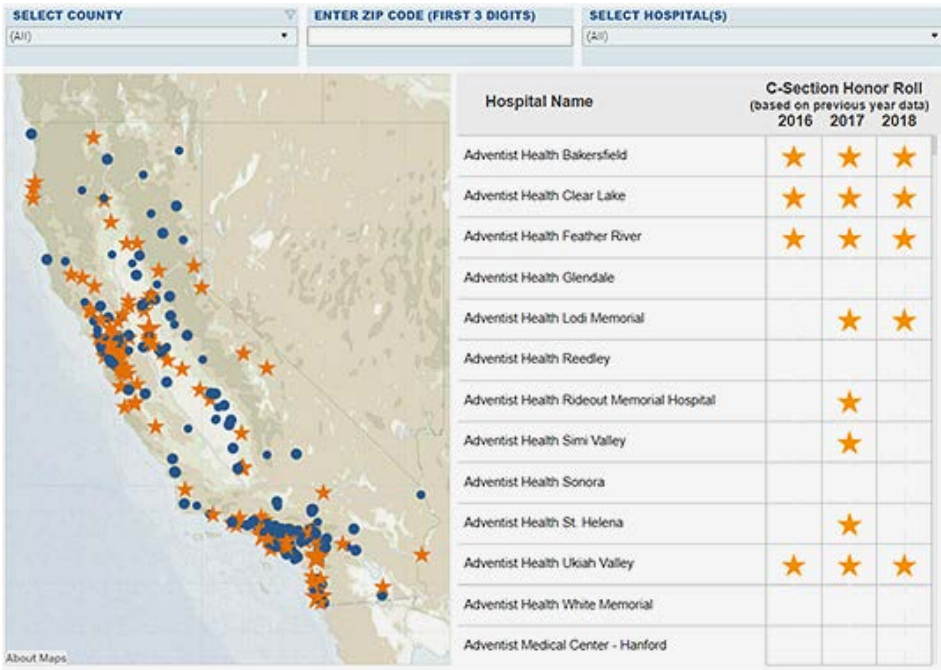 SELECT COUNTY
ENTER ZIP CODE (FIRST 3 DIGITS)
SELECT HOSPITAL(S)
(All)
(All)
Hospital Name
C-Section Honor Roll
(based on previous year data)
2016 2017 2018
Adventist Health Bakersfield
Adventist Health Clear Lake
Adventist Health Feather River
Adventist Health Glendale
Adventist Health Lodi Memorial
Adventist Health Reedley
Adventist Health Rideout Memorial Hospital
Adventist Health Simi Valley
Adventist Health Sonora
Adventist Health St. Helena
Adventist Health Ukiah Valley
Adventist Health White Memorial
Adventist Medical Center - Hanford
About Maps